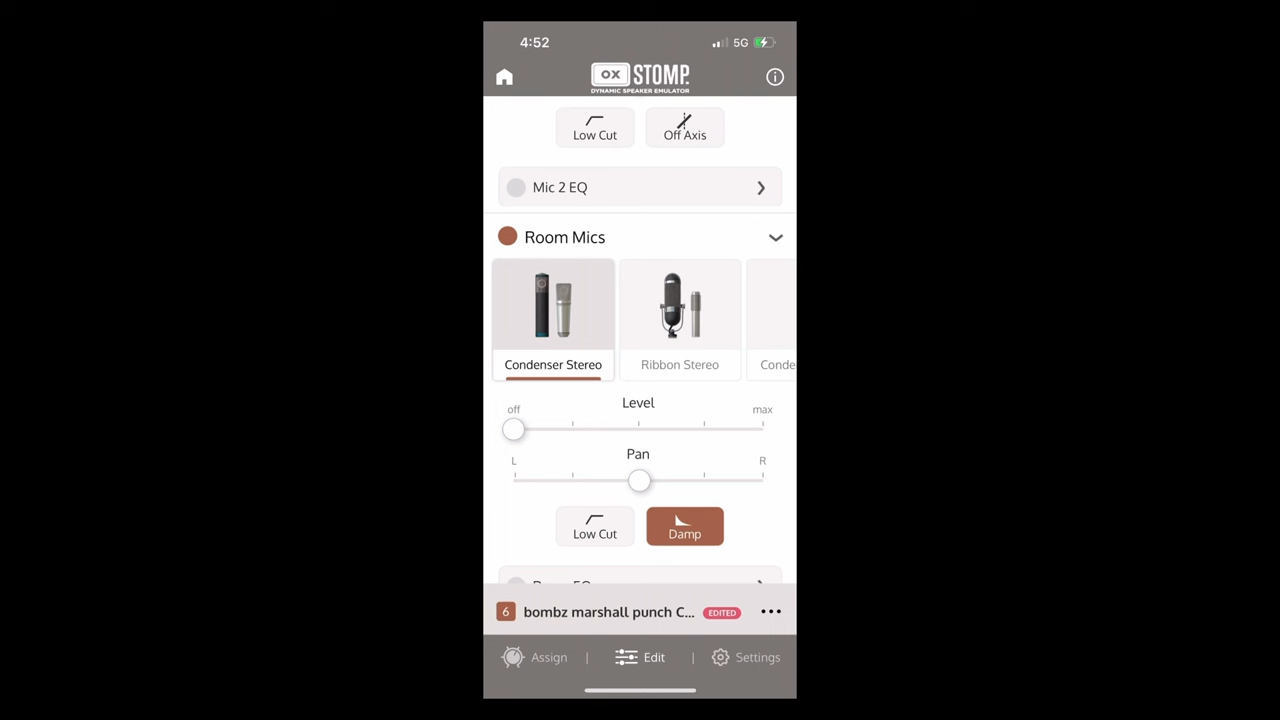 4:52
5G
OX STOMP
DYNAMIC SPEAKER EMULATOR
Low Cut
Off Axis
Mic 2 EQ
Room Mics
Condenser Stereo
Ribbon Stereo
Conde
Level
off
max
Pan
L
R
Low Cut
Damp
6
bombz marshall punch C...
EDITED
Assign
Edit
Settings